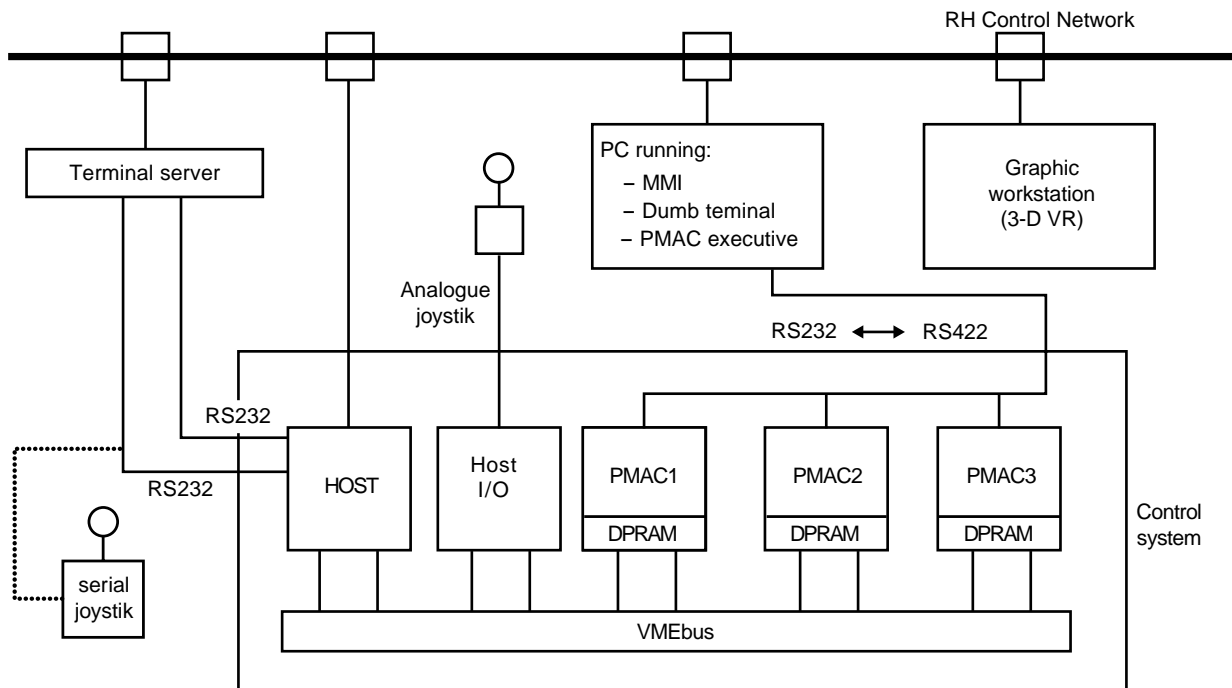 RH Control Network
Terminal server
PC running:
– MMI
– Dumb teminal
– PMAC executive
Graphic
workstation
(3-D VR)
Analogue
joystik
RS232
RS422
RS232
RS232
HOST
Host
I/O
PMAC1
DPRAM
PMAC2
DPRAM
PMAC3
DPRAM
Control
system
serial
joystik
VMEbus